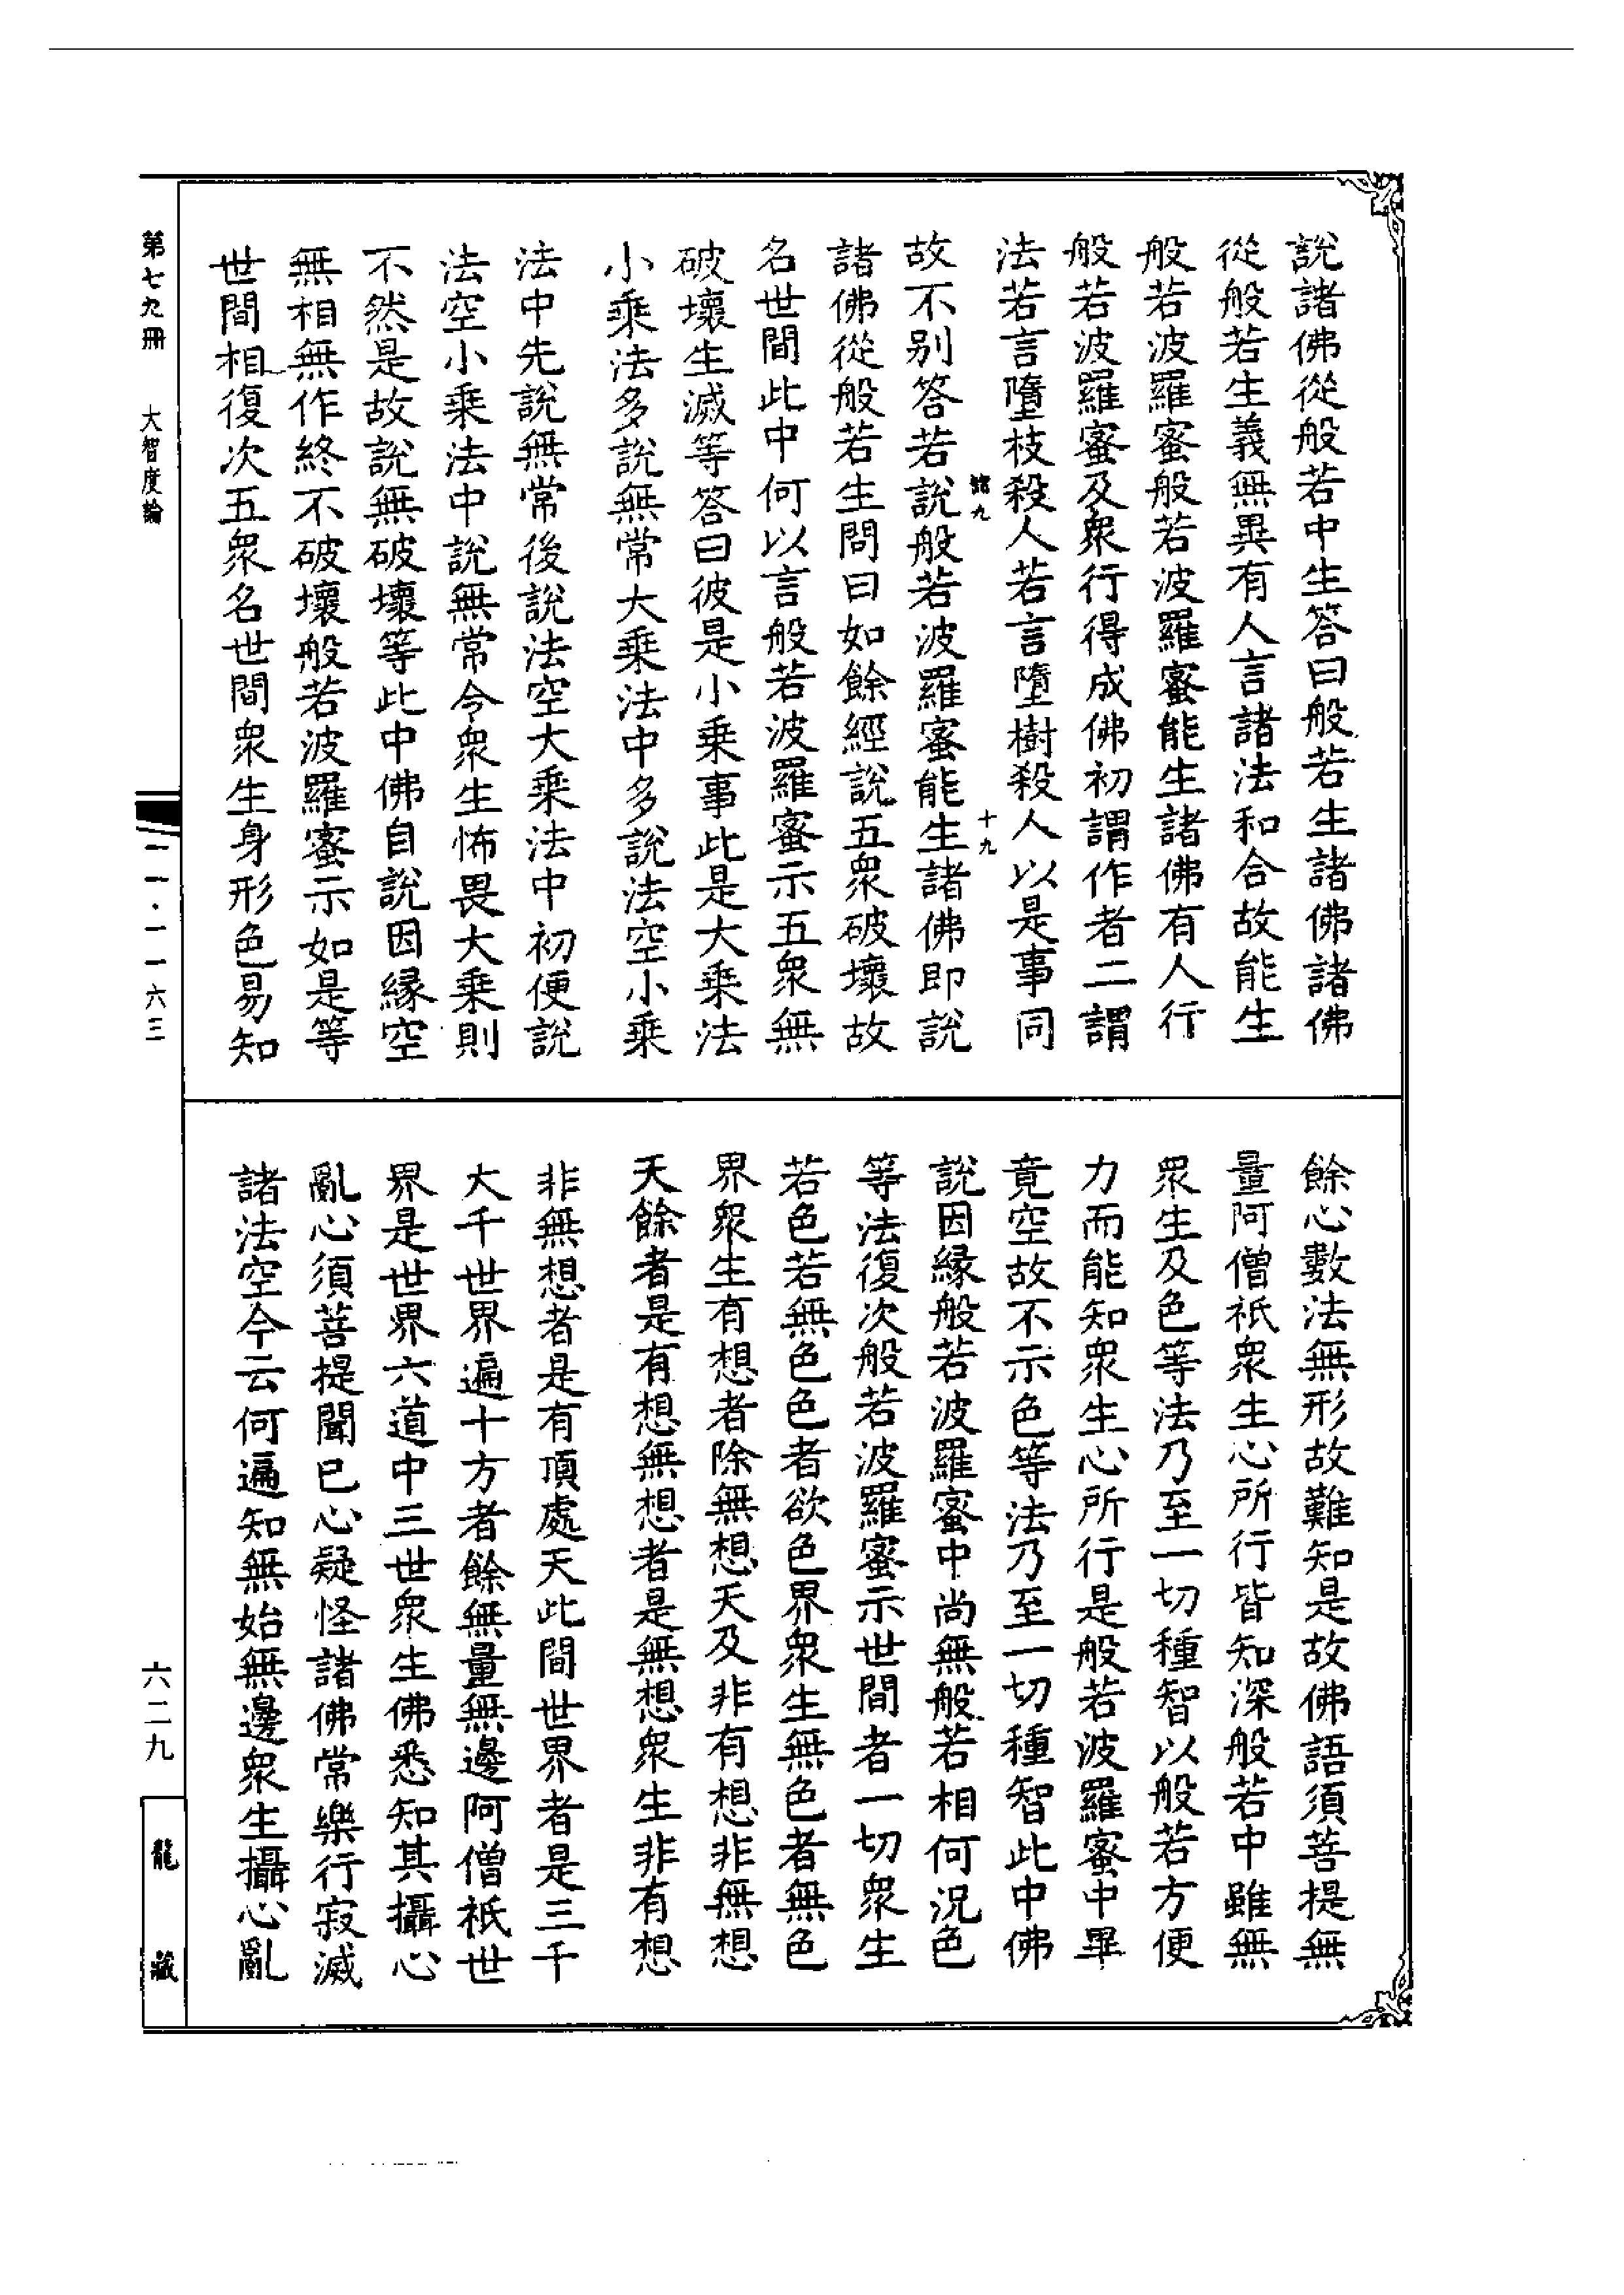 說諸佛從般若中生答曰般若生諸佛諸佛
從般若生義無異有人言諸法和合故能生
般若波羅蜜般若波羅蜜能生諸佛有人行
般若波羅蜜及衆行得成佛初謂作者二謂
法若言墮枝殺人若言墮樹殺人以是事同
諸九
十九
故不別答若說般若波羅蜜能生諸佛即說
諸佛從般若生問曰如餘經說五衆破壞故
名世間此中何以言般若波羅蜜示五衆無
破壞生滅等答曰彼是小乘事此是大乘法
小乘法多說無常大乘法中多說法空小乘
法中先說無常後說法空大乘法中初便說
法空小乘法中說無常令衆生怖畏大乘則
不然是故說無破壞等此中佛自說因緣空
無相無作終不破壞般若波羅蜜示如是等
世間相復次五衆名世間衆生身形色易知
餘心數法無形故難知是故佛語須菩提無
量阿僧祇衆生心所行皆知深般若中雖無
衆生及色等法乃至一切種智以般若方便
力而能知衆生心所行是般若波羅蜜中畢
竟空故不示色等法乃至一切種智此中佛
說因緣般若波羅蜜中尚無般若相何況色
等法復次般若波羅蜜示世間者一切衆生
若色若無色色者欲色界衆生無色者無色
界衆生有想者除無想天及非有想非無想
天餘者是有想無想者是無想衆生非有想
非無想者是有頂處天此間世界者是三千
大千世界遍十方者餘無量無邊阿僧祇世
界是世界六道中三世衆生佛悉知其攝心
亂心須菩提聞已心疑怪諸佛常樂行寂滅
諸法空今云何遍知無始無邊衆生攝心亂
第七九冊 大智度論
一一·一一六三
六二九
龍藏